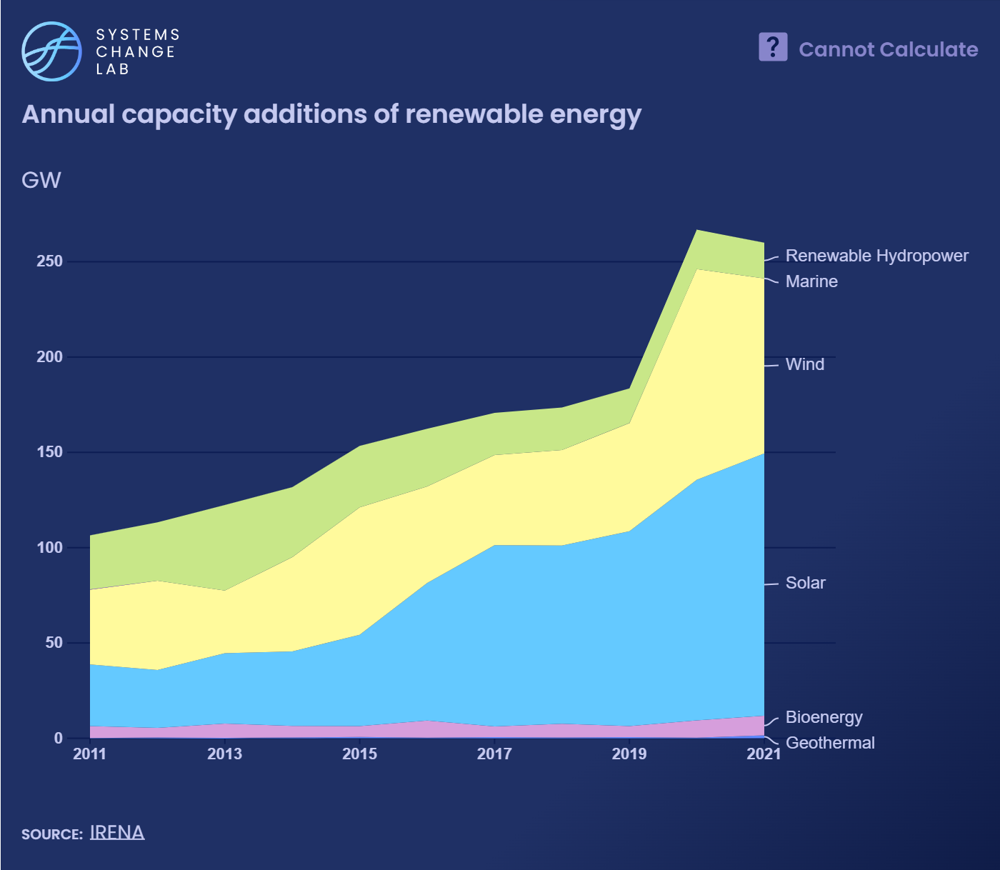 SYSTEMS
CHANGE
LAB
? Cannot Calculate
Annual capacity additions of renewable energy
GW
250
200
150
100
50
0
Renewable Hydropower
Marine
Wind
Solar
Bioenergy
Geothermal
2011 2013 2015 2017 2019 2021
SOURCE: IRENA